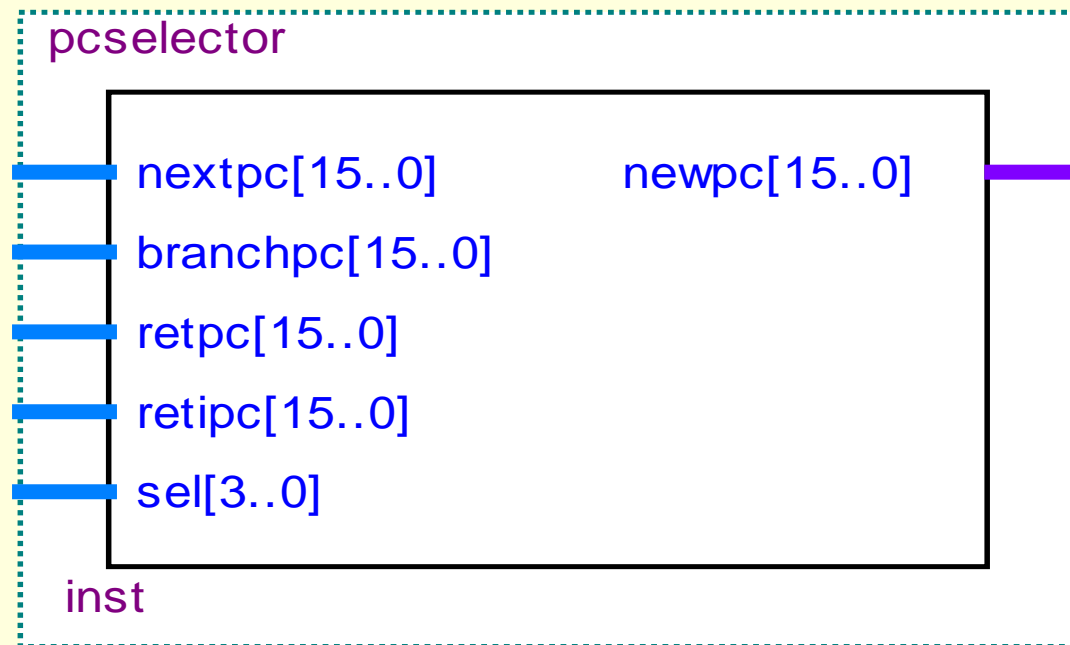 pcselector
nextpc[15..0] newpc[15..0]
branchpc[15..0]
retpc[15..0]
retipc[15..0]
sel[3..0]
inst